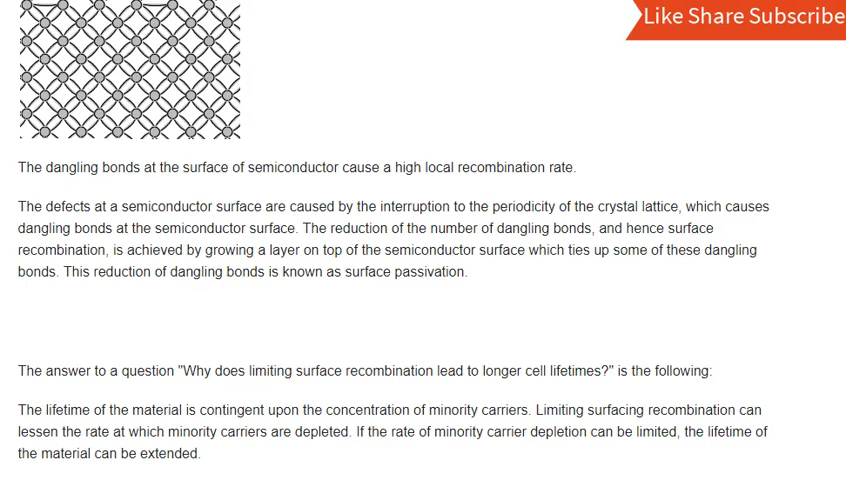 Like Share Subscribe
The dangling bonds at the surface of semiconductor cause a high local recombination rate.
The defects at a semiconductor surface are caused by the interruption to the periodicity of the crystal lattice, which causes
dangling bonds at the semiconductor surface. The reduction of the number of dangling bonds, and hence surface
recombination, is achieved by growing a layer on top of the semiconductor surface which ties up some of these dangling
bonds. This reduction of dangling bonds is known as surface passivation.
The answer to a question "Why does limiting surface recombination lead to longer cell lifetimes?" is the following:
The lifetime of the material is contingent upon the concentration of minority carriers. Limiting surfacing recombination can
lessen the rate at which minority carriers are depleted. If the rate of minority carrier depletion can be limited, the lifetime of
the material can be extended.